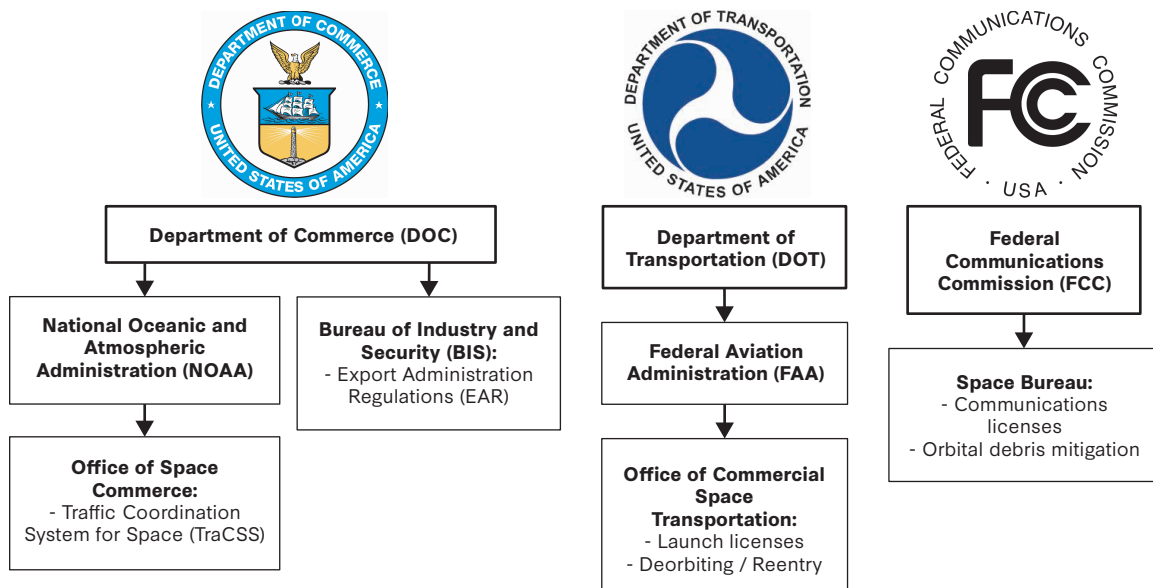 DEPARTMENT OF COMMERCE
UNITED STATES OF AMERICA
DEPARTMENT OF TRANSPORTATION
UNITED STATES OF AMERICA
FEDERAL COMMUNICATIONS COMMISSION
FCC
· USA ·
Department of Commerce (DOC)
National Oceanic and
Atmospheric
Administration (NOAA)
Bureau of Industry and
Security (BIS):
- Export Administration
Regulations (EAR)
Office of Space
Commerce:
- Traffic Coordination
System for Space (TraCSS)
Department of
Transportation (DOT)
Federal Aviation
Administration (FAA)
Office of Commercial
Space
Transportation:
- Launch licenses
- Deorbiting / Reentry
Federal
Communications
Commission (FCC)
Space Bureau:
- Communications
licenses
- Orbital debris mitigation